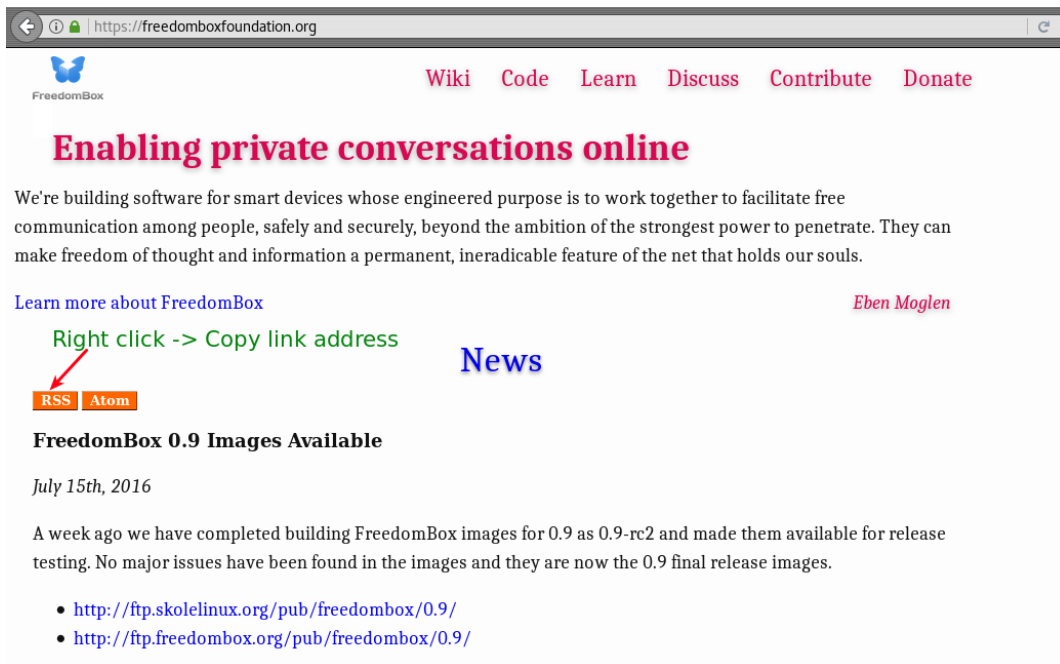 https://freedomboxfoundation.org
FreedomBox
Wiki Code Learn Discuss Contribute Donate
Enabling private conversations online
We're building software for smart devices whose engineered purpose is to work together to facilitate free
communication among people, safely and securely, beyond the ambition of the strongest power to penetrate. They can
make freedom of thought and information a permanent, ineradicable feature of the net that holds our souls.
Learn more about FreedomBox
Eben Moglen
Right click -> Copy link address
News
RSS Atom
FreedomBox 0.9 Images Available
July 15th, 2016
A week ago we have completed building FreedomBox images for 0.9 as 0.9-rc2 and made them available for release
testing. No major issues have been found in the images and they are now the 0.9 final release images.
http://ftp.skolelinux.org/pub/freedombox/0.9/
http://ftp.freedombox.org/pub/freedombox/0.9/